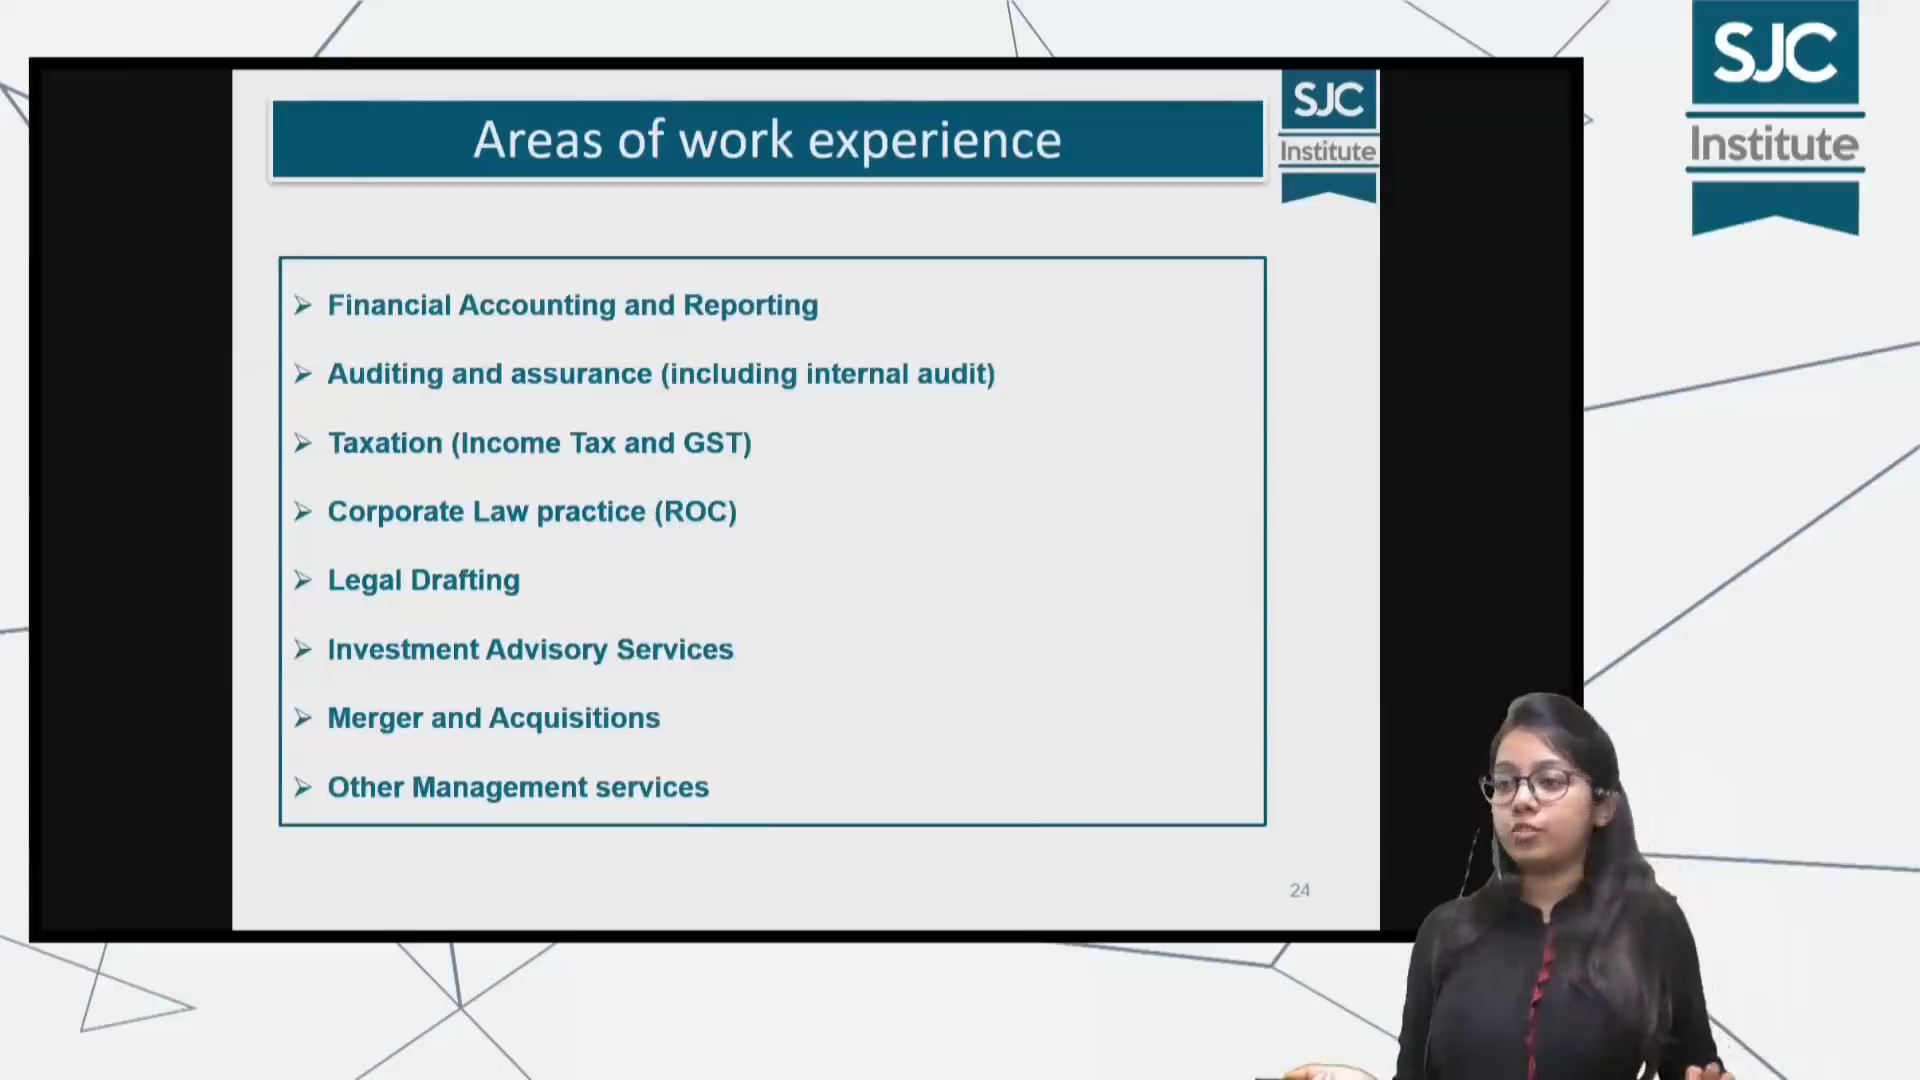 SJC
Institute
Areas of work experience
SJC
Institute
➢ Financial Accounting and Reporting
➢ Auditing and assurance (including internal audit)
➢ Taxation (Income Tax and GST)
➢ Corporate Law practice (ROC)
➢ Legal Drafting
➢ Investment Advisory Services
➢ Merger and Acquisitions
➢ Other Management services
24